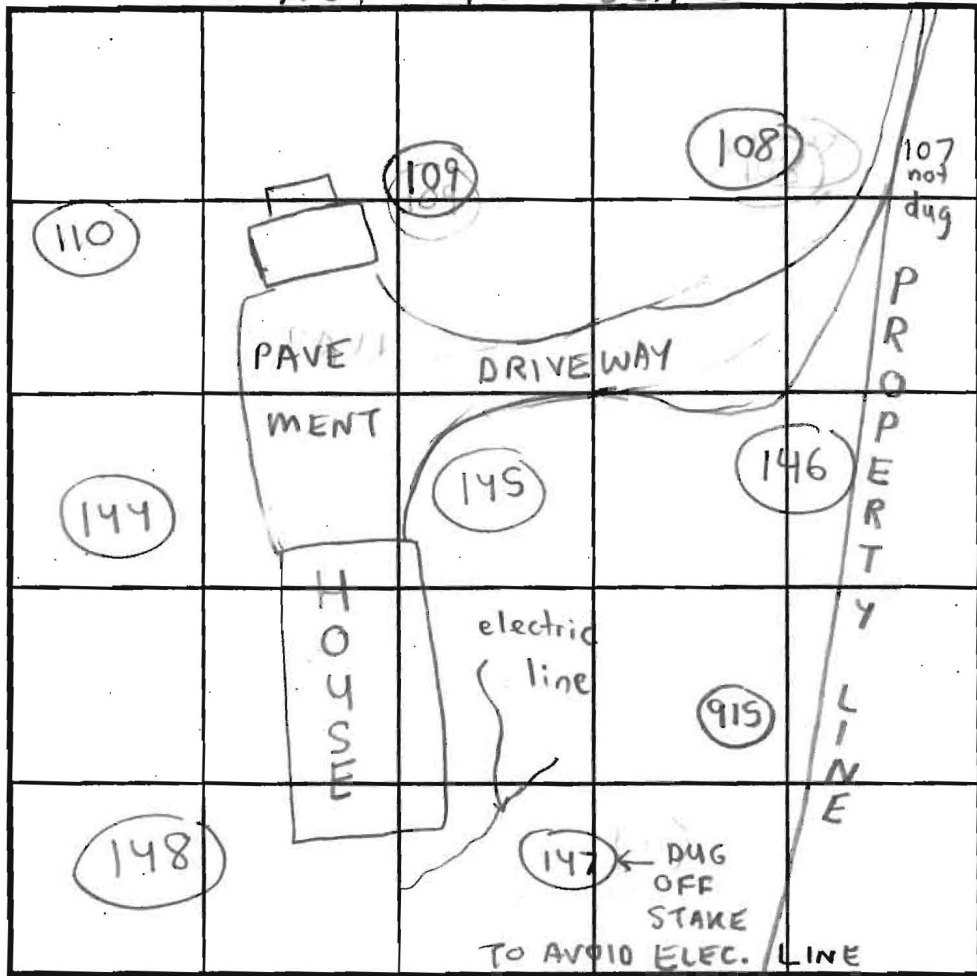 108
109
107
not
dug
110
PAVE
MENT
DRIVEWAY
PROPERTY LINE
146
145
144
HOUSE
electric
line
915
148
147 ← DUG
OFF
STAKE
TO AVOID ELEC. LINE